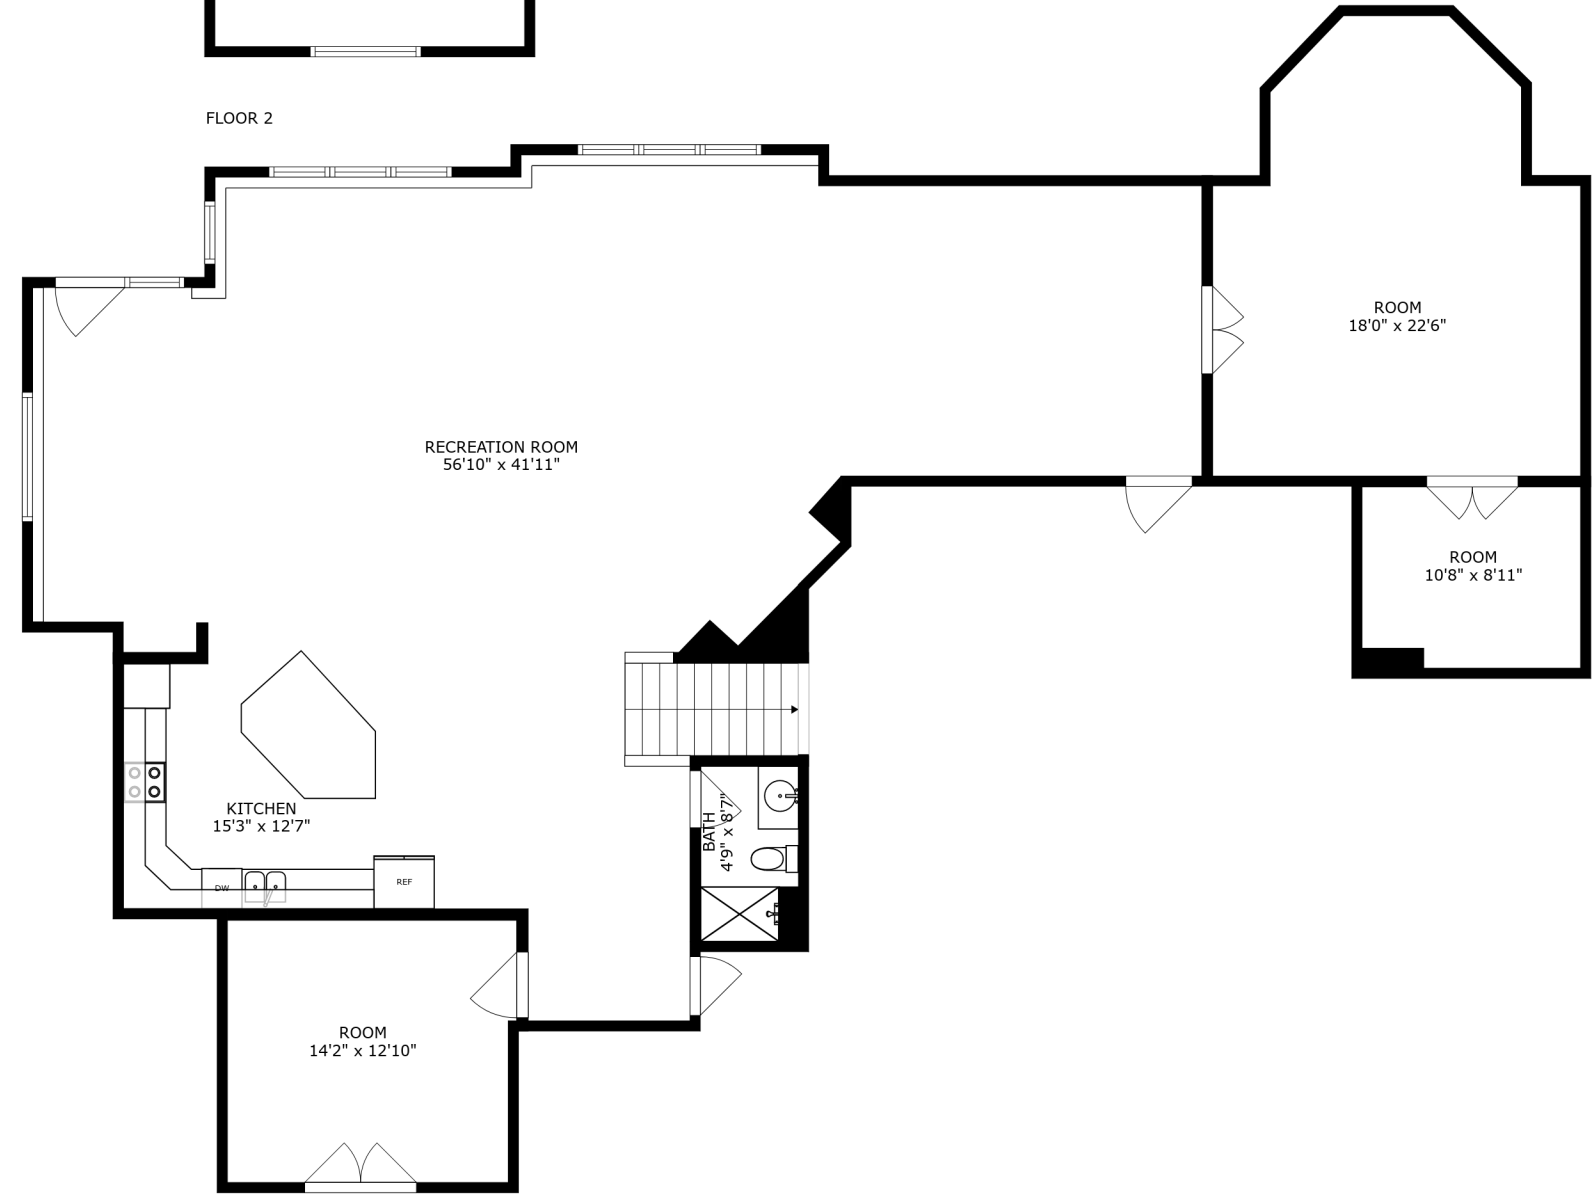 FLOOR 2
ROOM
18'0" x 22'6"
RECREATION ROOM
56'10" x 41'11"
ROOM
10'8" x 8'11"
KITCHEN
15'3" x 12'7"
BATH
4'9" x 8'7"
DW
REF
ROOM
14'2" x 12'10"